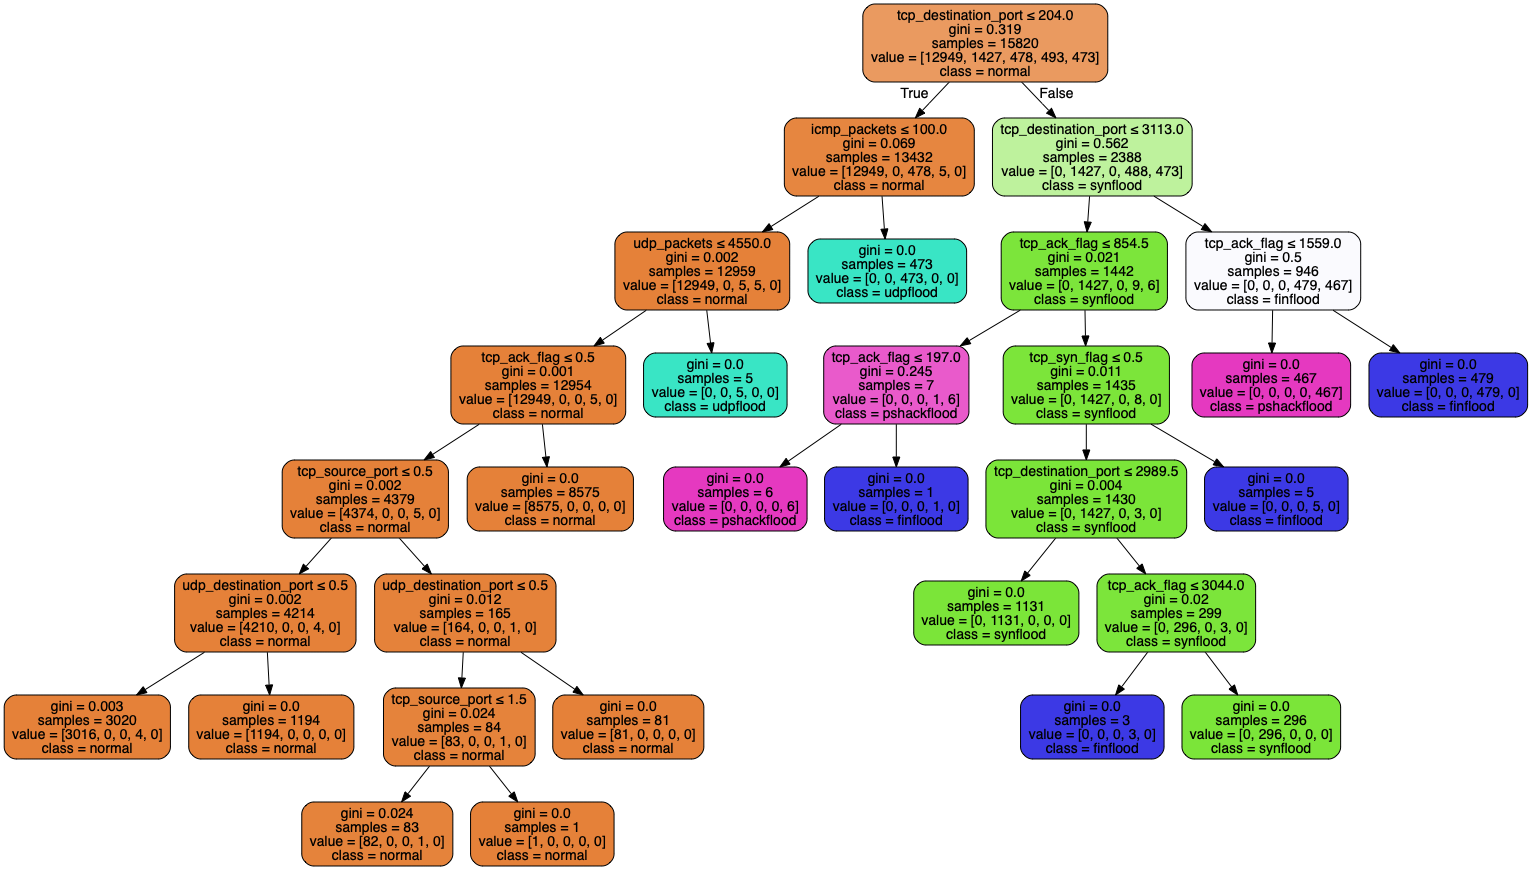 tcp_destination_port ≤ 204.0
gini = 0.319
samples = 15820
value = [12949, 1427, 478, 493, 473]
class = normal
True
False
icmp_packets ≤ 100.0
gini = 0.069
samples = 13432
value = [12949, 0, 478, 5, 0]
class = normal
tcp_destination_port ≤ 3113.0
gini = 0.562
samples = 2388
value = [0, 1427, 0, 488, 473]
class = synflood
udp_packets ≤ 4550.0
gini = 0.002
samples = 12959
value = [12949, 0, 5, 5, 0]
class = normal
gini = 0.0
samples = 473
value = [0, 0, 473, 0, 0]
class = udpflood
tcp_ack_flag ≤ 854.5
gini = 0.021
samples = 1442
value = [0, 1427, 0, 9, 6]
class = synflood
tcp_ack_flag ≤ 1559.0
gini = 0.5
samples = 946
value = [0, 0, 0, 479, 467]
class = finflood
tcp_ack_flag ≤ 0.5
gini = 0.001
samples = 12954
value = [12949, 0, 0, 5, 0]
class = normal
gini = 0.0
samples = 5
value = [0, 0, 5, 0, 0]
class = udpflood
tcp_ack_flag ≤ 197.0
gini = 0.245
samples = 7
value = [0, 0, 0, 1, 6]
class = pshackflood
tcp_syn_flag ≤ 0.5
gini = 0.011
samples = 1435
value = [0, 1427, 0, 8, 0]
class = synflood
gini = 0.0
samples = 467
value = [0, 0, 0, 0, 467]
class = pshackflood
gini = 0.0
samples = 479
value = [0, 0, 0, 479, 0]
class = finflood
tcp_source_port ≤ 0.5
gini = 0.002
samples = 4379
value = [4374, 0, 0, 5, 0]
class = normal
gini = 0.0
samples = 8575
value = [8575, 0, 0, 0, 0]
class = normal
gini = 0.0
samples = 6
value = [0, 0, 0, 0, 6]
class = pshackflood
gini = 0.0
samples = 1
value = [0, 0, 0, 1, 0]
class = finflood
tcp_destination_port ≤ 2989.5
gini = 0.004
samples = 1430
value = [0, 1427, 0, 3, 0]
class = synflood
gini = 0.0
samples = 5
value = [0, 0, 0, 5, 0]
class = finflood
udp_destination_port ≤ 0.5
gini = 0.002
samples = 4214
value = [4210, 0, 0, 4, 0]
class = normal
udp_destination_port ≤ 0.5
gini = 0.012
samples = 165
value = [164, 0, 0, 1, 0]
class = normal
gini = 0.0
samples = 1131
value = [0, 1131, 0, 0, 0]
class = synflood
tcp_ack_flag ≤ 3044.0
gini = 0.02
samples = 299
value = [0, 296, 0, 3, 0]
class = synflood
gini = 0.003
samples = 3020
value = [3016, 0, 0, 4, 0]
class = normal
gini = 0.0
samples = 1194
value = [1194, 0, 0, 0, 0]
class = normal
tcp_source_port ≤ 1.5
gini = 0.024
samples = 84
value = [83, 0, 0, 1, 0]
class = normal
gini = 0.0
samples = 81
value = [81, 0, 0, 0, 0]
class = normal
gini = 0.0
samples = 3
value = [0, 0, 0, 3, 0]
class = finflood
gini = 0.0
samples = 296
value = [0, 296, 0, 0, 0]
class = synflood
gini = 0.024
samples = 83
value = [82, 0, 0, 1, 0]
class = normal
gini = 0.0
samples = 1
value = [1, 0, 0, 0, 0]
class = normal